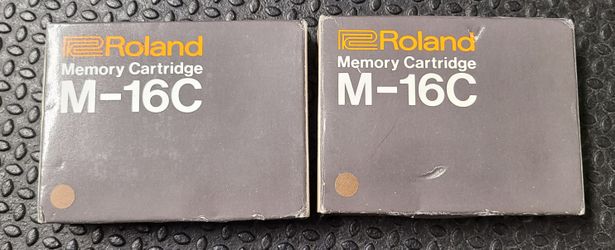 Roland
Memory Cartridge
M-16C
Roland
Memory Cartridge
M-16C